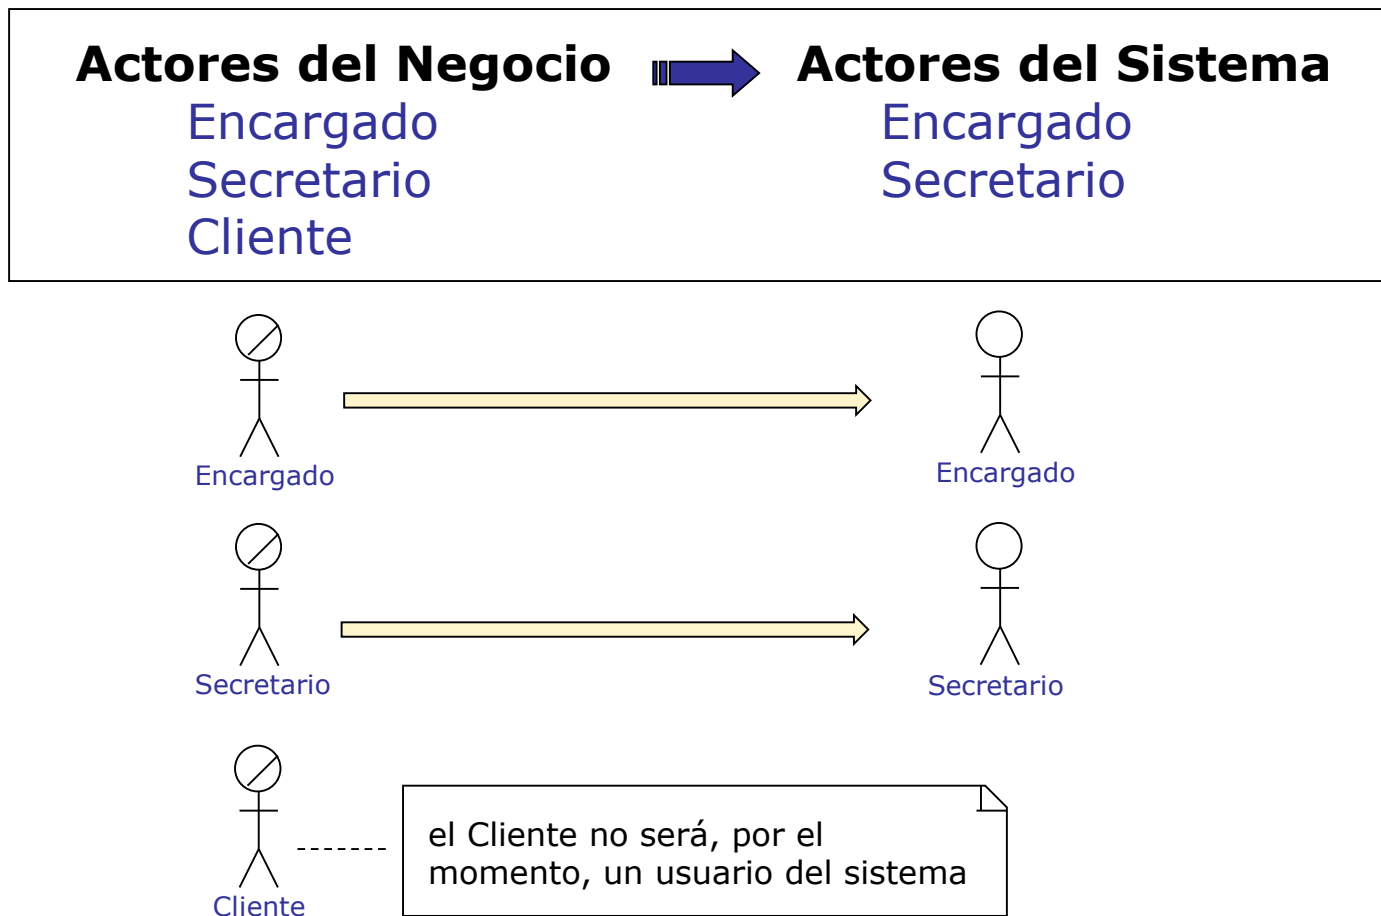 Actores del Negocio Actores del Sistema
Encargado Encargado
Secretario Secretario
Cliente
Encargado Encargado
Secretario Secretario
el Cliente no será, por el
momento, un usuario del sistema
Cliente